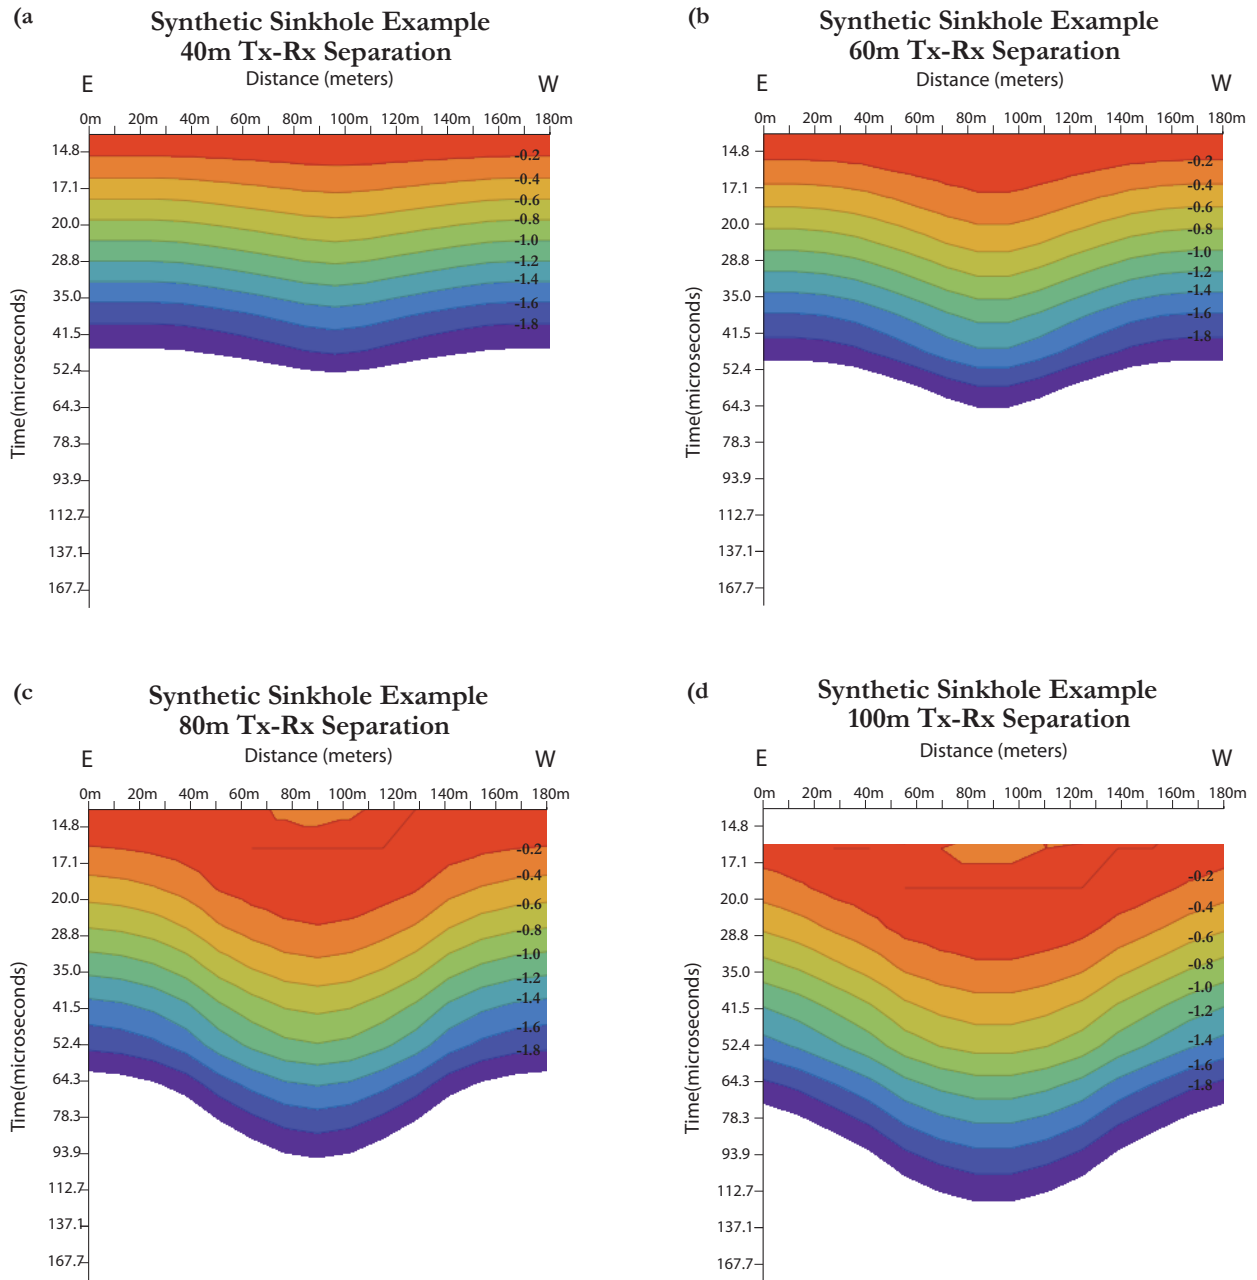 (a
Synthetic Sinkhole Example
40m Tx-Rx Separation
Distance (meters)
E
W
0m 20m 40m 60m 80m 100m 120m 140m 160m 180m
Time(microseconds)
14.8
17.1
20.0
28.8
35.0
41.5
52.4
64.3
78.3
93.9
112.7
137.1
167.7
-0.2
-0.4
-0.6
-0.8
-1.0
-1.2
-1.4
-1.6
-1.8
(b
Synthetic Sinkhole Example
60m Tx-Rx Separation
Distance (meters)
E
W
0m 20m 40m 60m 80m 100m 120m 140m 160m 180m
Time(microseconds)
14.8
17.1
20.0
28.8
35.0
41.5
52.4
64.3
78.3
93.9
112.7
137.1
167.7
-0.2
-0.4
-0.6
-0.8
-1.0
-1.2
-1.4
-1.6
-1.8
(c
Synthetic Sinkhole Example
80m Tx-Rx Separation
Distance (meters)
E
W
0m 20m 40m 60m 80m 100m 120m 140m 160m 180m
Time(microseconds)
14.8
17.1
20.0
28.8
35.0
41.5
52.4
64.3
78.3
93.9
112.7
137.1
167.7
-0.2
-0.4
-0.6
-0.8
-1.0
-1.2
-1.4
-1.6
-1.8
(d
Synthetic Sinkhole Example
100m Tx-Rx Separation
Distance (meters)
E
W
0m 20m 40m 60m 80m 100m 120m 140m 160m 180m
Time(microseconds)
14.8
17.1
20.0
28.8
35.0
41.5
52.4
64.3
78.3
93.9
112.7
137.1
167.7
-0.2
-0.4
-0.6
-0.8
-1.0
-1.2
-1.4
-1.6
-1.8